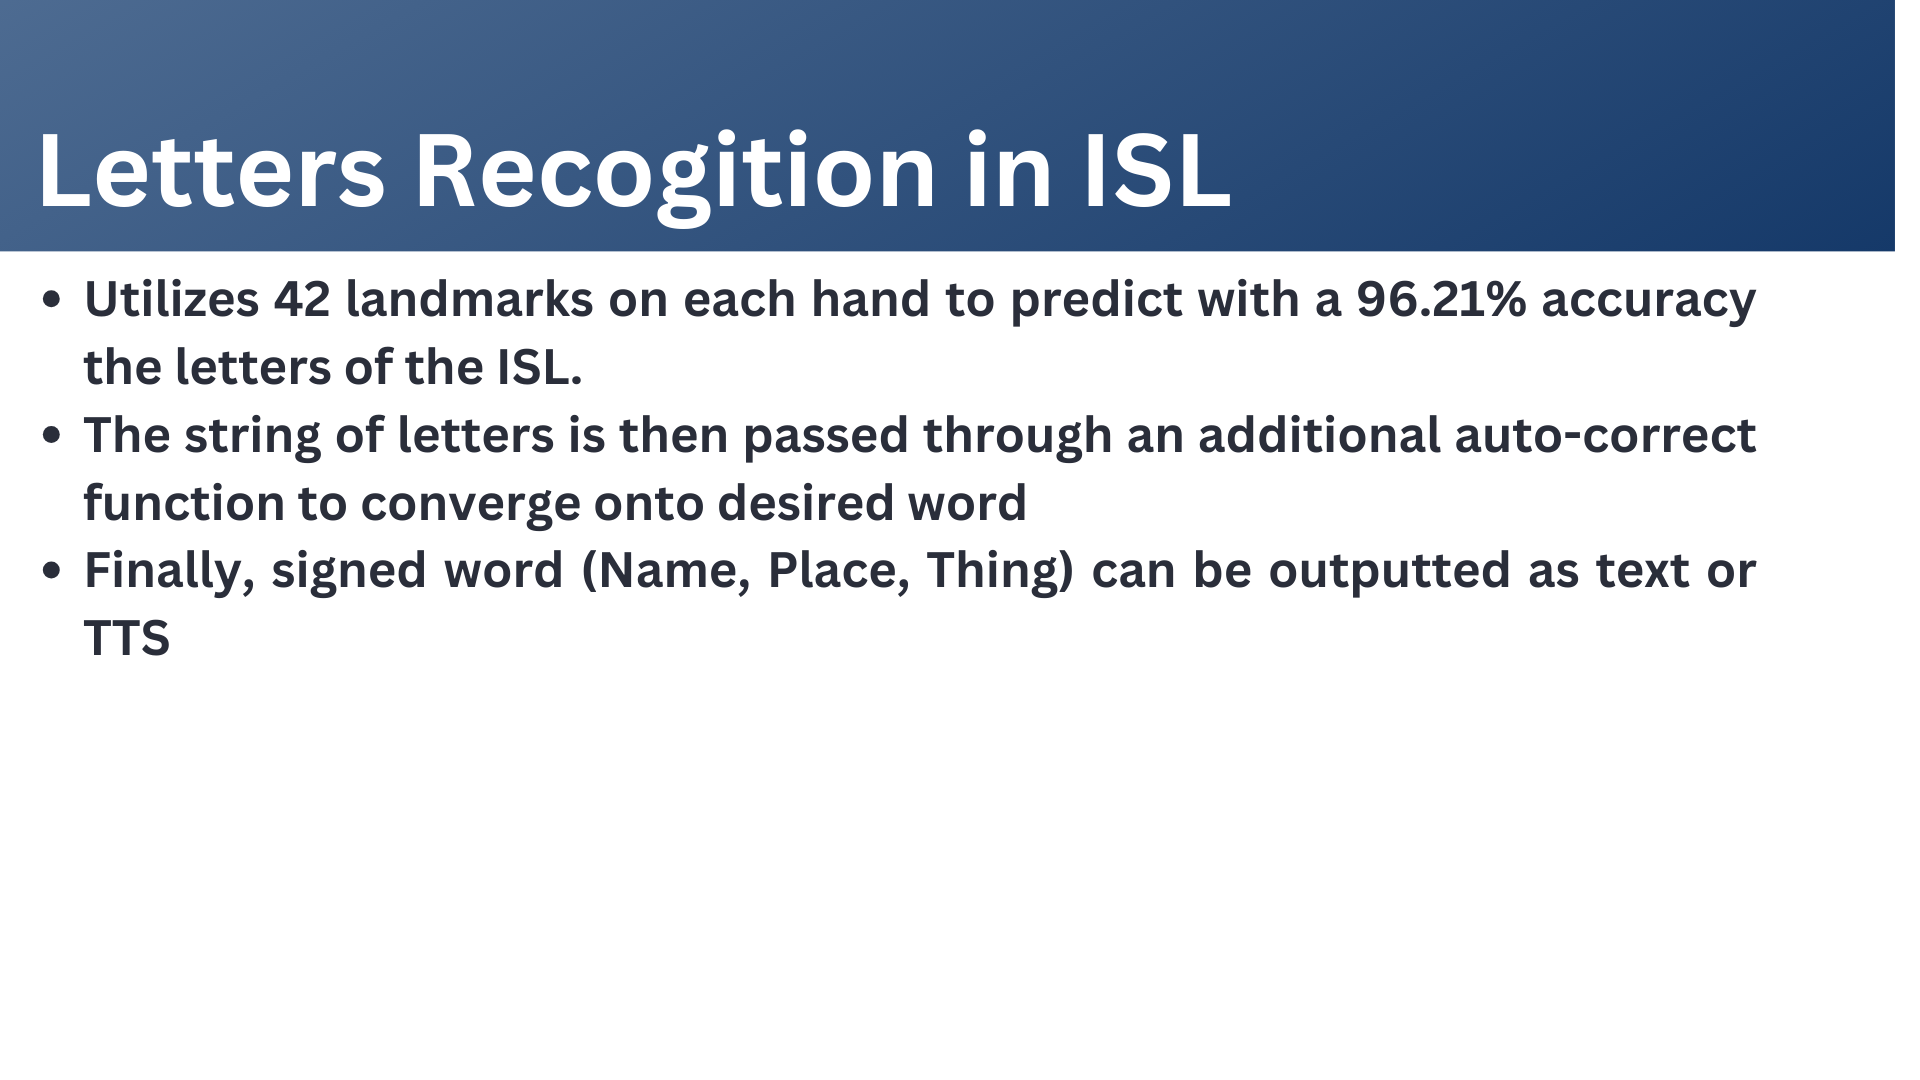 Letters Recogition in ISL
• Utilizes 42 landmarks on each hand to predict with a 96.21% accuracy
the letters of the ISL.
• The string of letters is then passed through an additional auto-correct
function to converge onto desired word
• Finally, signed word (Name, Place, Thing) can be outputted as text or
TTS